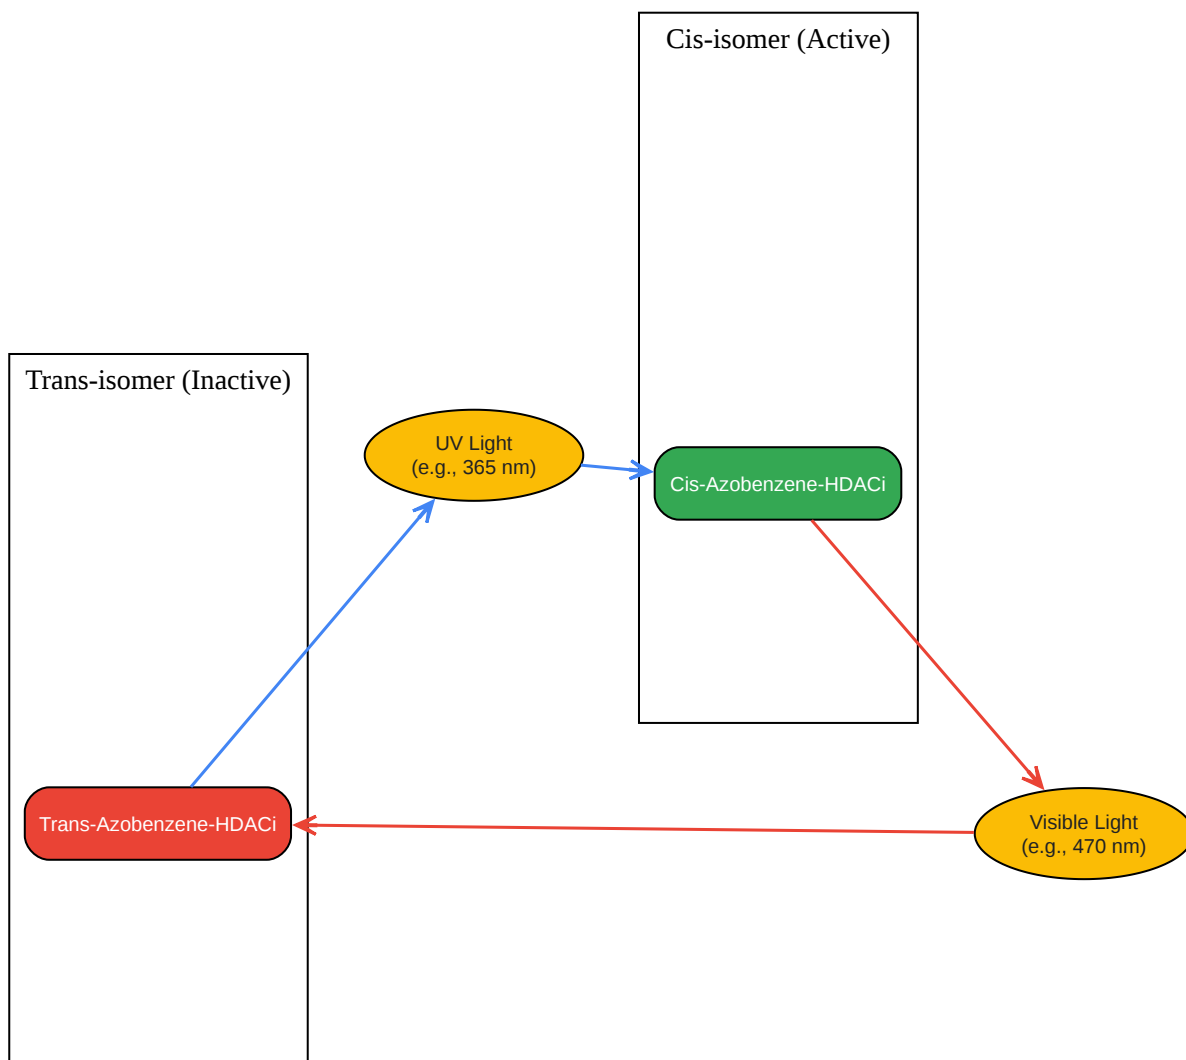 Cis-isomer (Active)
Trans-isomer (Inactive)
UV Light
(e.g., 365 nm)
Cis-Azobenzene-HDACi
Trans-Azobenzene-HDACi
Visible Light
(e.g., 470 nm)